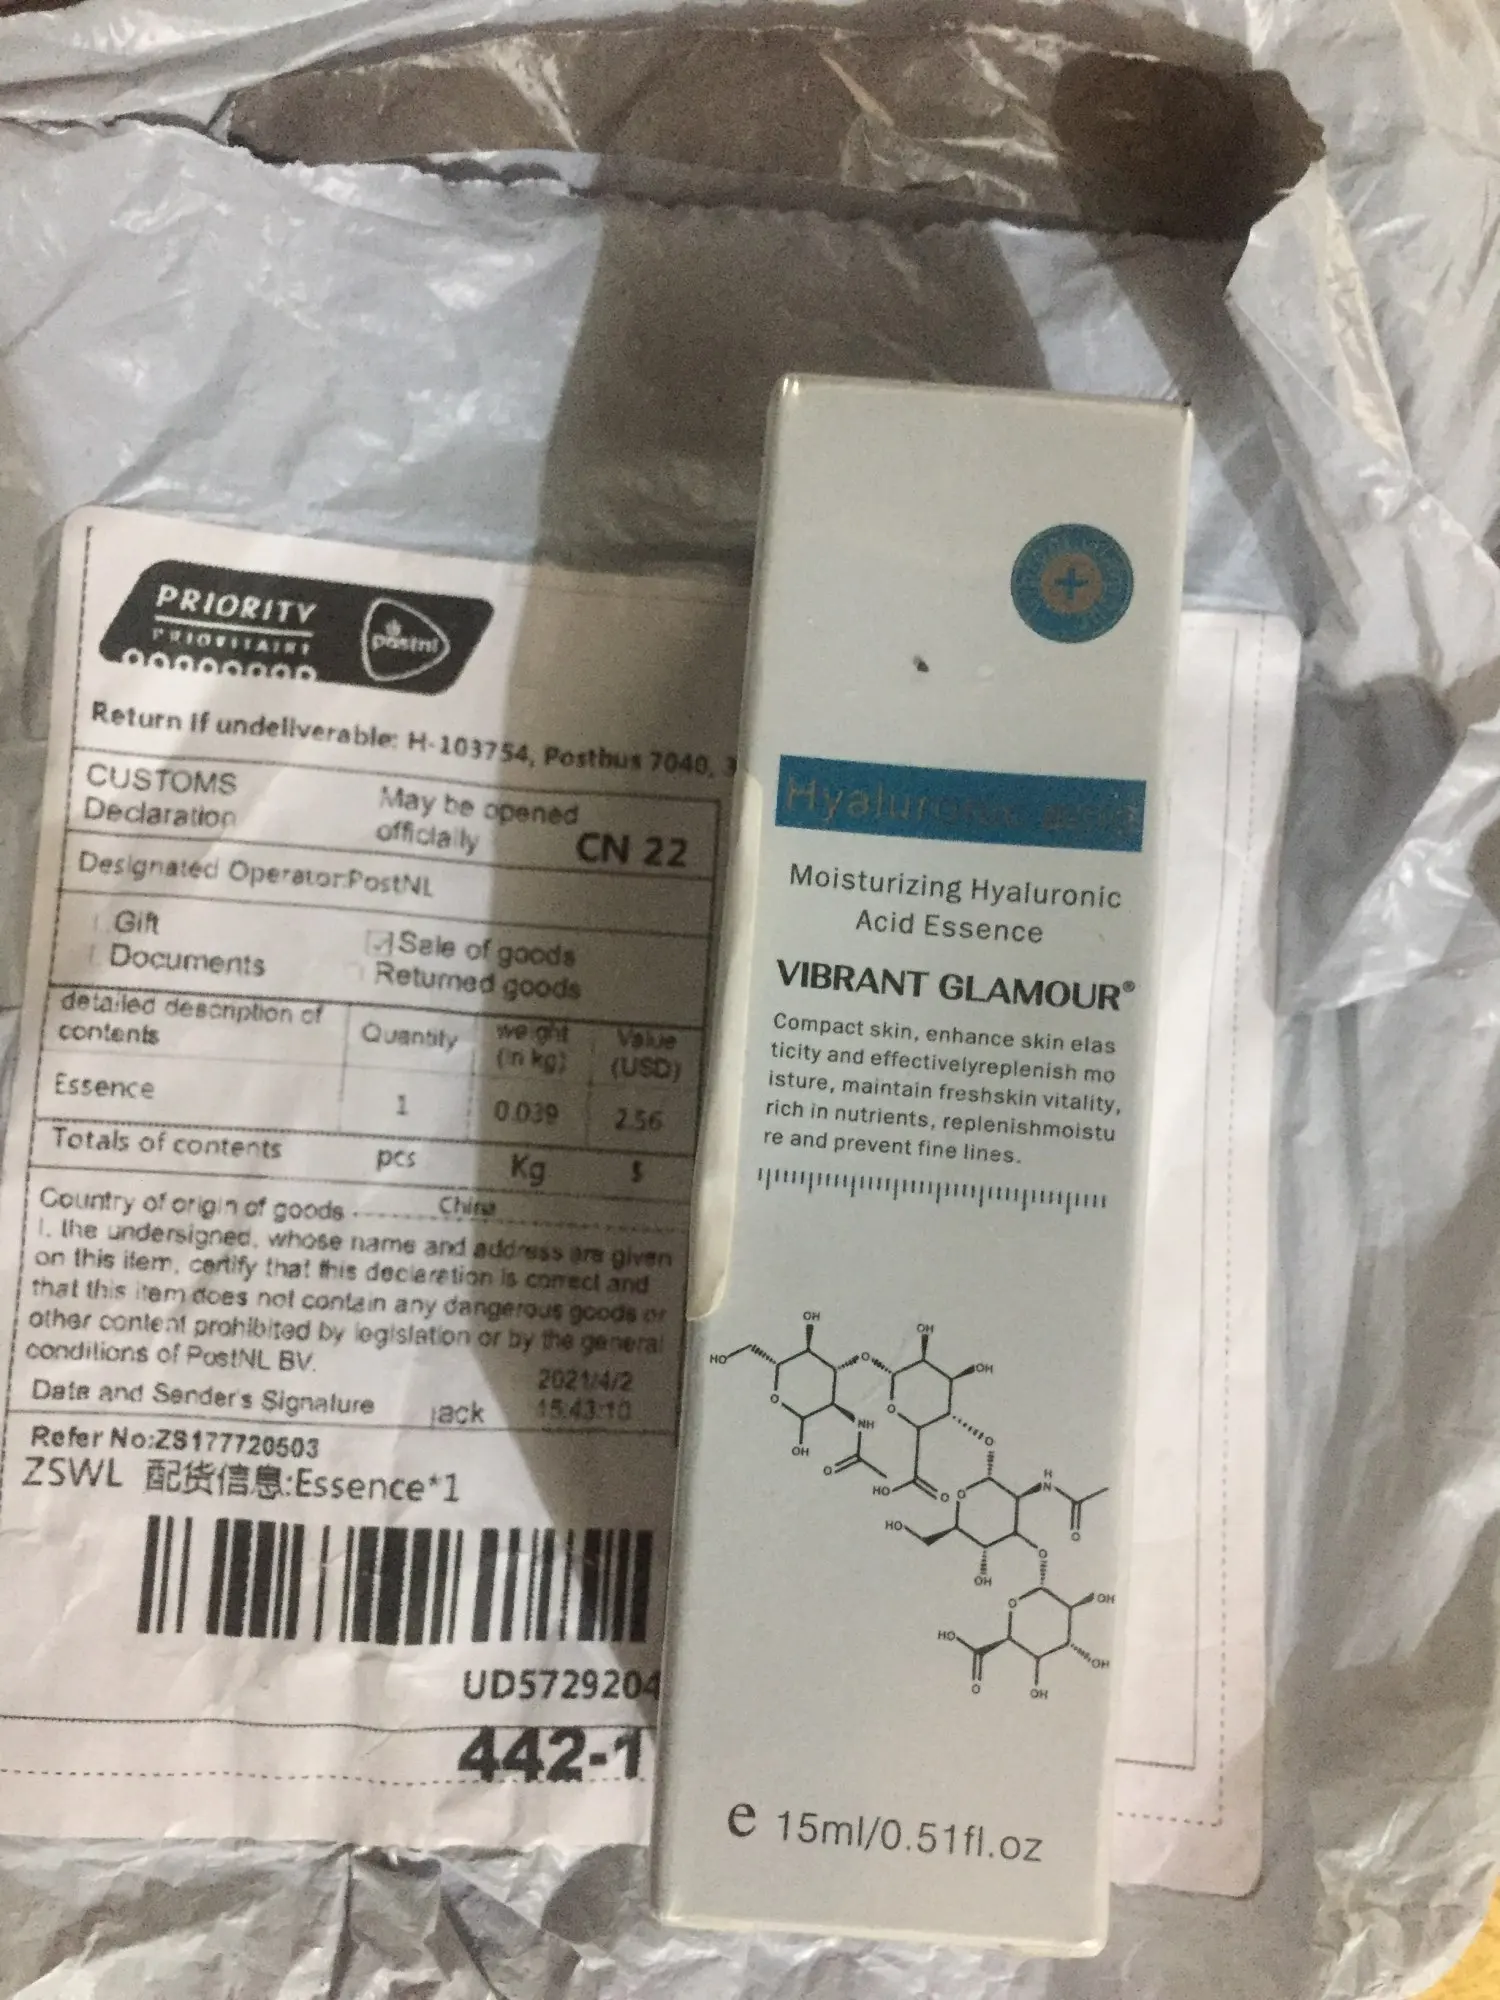 PRIORITY
PRIORITAIRE
postnl
Return if undeliverable: H-103754, Posthus 7040, 3
CUSTOMS
Declaration
May be opened
officially
CN 22
Designated Operator:PostNL
Gift
Documents
Sale of goods
Returned goods
detailed description of
contents
Quantity
weight
(in kg)
Value
(USD)
Essence
1
0.039
2.56
Totals of contents
pcs
Kg
$
Country of origin of goods ........... China
I. the undersigned, whose name and address are given
on this item, certify that this declaration is correct and
that this item does not contain any dangerous goods or
other content prohibited by legislation or by the general
conditions of PostNL BV.
Date and Sender's Signature
jack
2021/4/2
15:43:10
Refer No:ZS177720503
ZSWL 配货信息:Essence*1
UD5729204
442-1
Hyaluronic acid
Moisturizing Hyaluronic
Acid Essence
VIBRANT GLAMOUR®
Compact skin, enhance skin elas
ticity and effectivelyreplenish mo
isture, maintain freshskin vitality,
rich in nutrients, replenishmoistu
re and prevent fine lines.
OH
HO
O
OH
OH
O
O
NH
OH
O
HO
O
O
O
H
N
O
HO
OH
O
O
OH
HO
O
OH
OH
e 15ml/0.51fl.oz